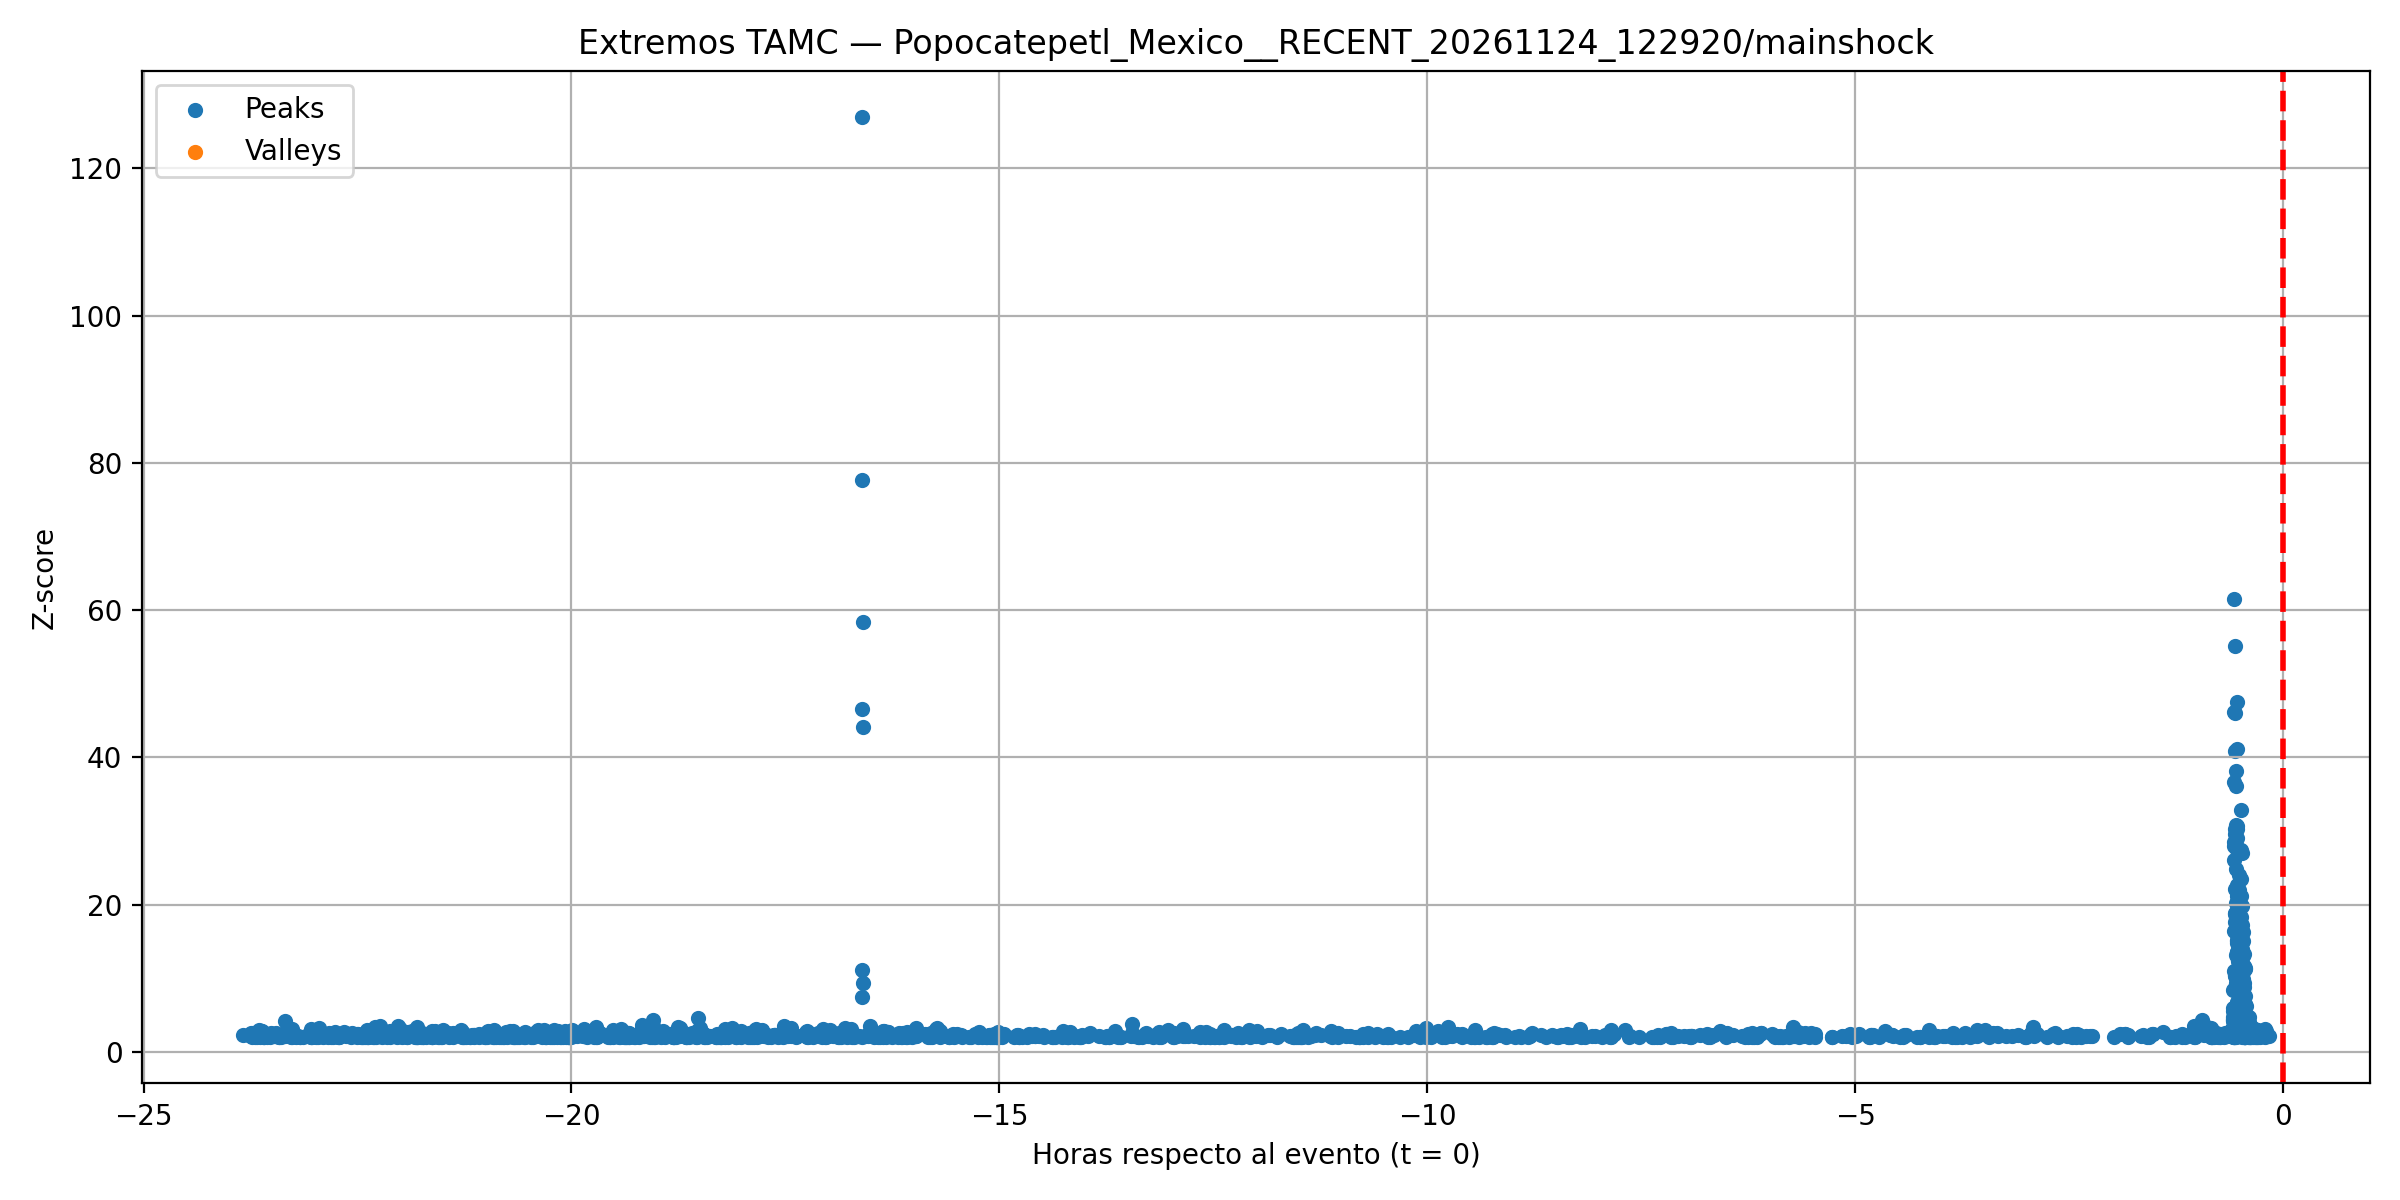 Extremos TAMC — Popocatepetl_Mexico__RECENT_20261124_122920/mainshock
Peaks
Valleys
120
100
80
60
40
20
0
Z-score
−25
−20
−15
−10
−5
0
Horas respecto al evento (t = 0)